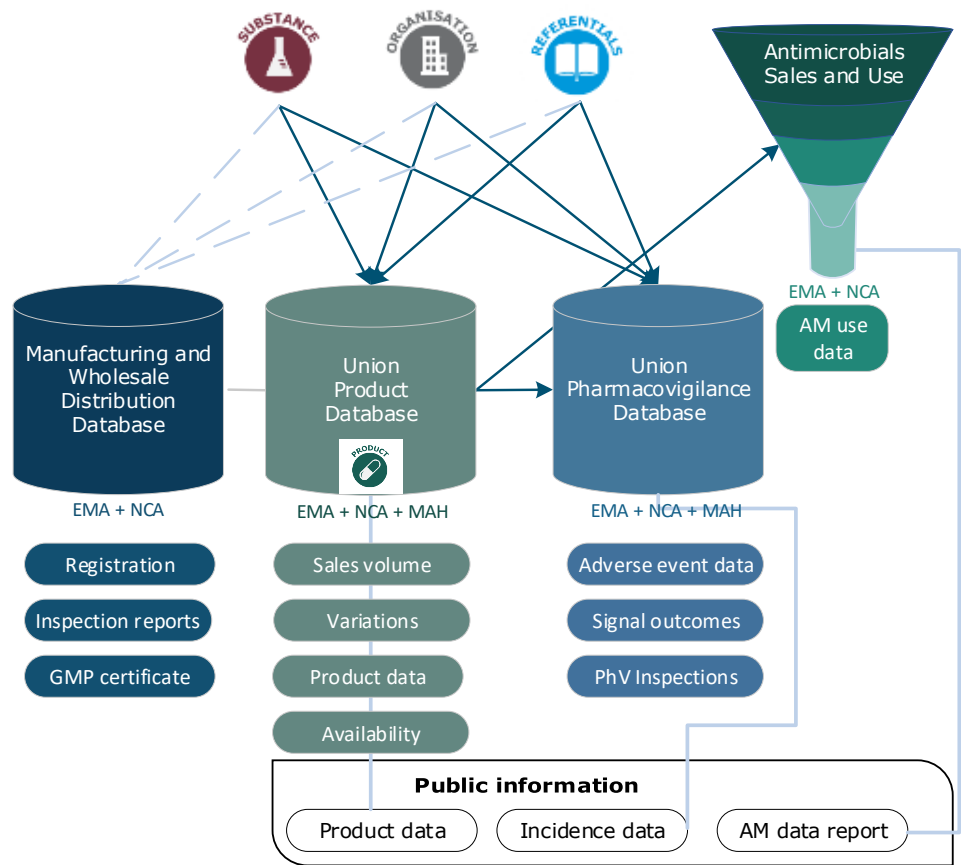 SUBSTANCE
ORGANISATION
REFERENTIALS
Antimicrobials
Sales and Use
EMA + NCA
AM use
data
Manufacturing and
Wholesale
Distribution
Database
EMA + NCA
Registration
Inspection reports
GMP certificate
Union
Product
Database
PRODUCT
EMA + NCA + MAH
Sales volume
Variations
Product data
Availability
Union
Pharmacovigilance
Database
EMA + NCA + MAH
Adverse event data
Signal outcomes
PhV Inspections
Public information
Product data
Incidence data
AM data report